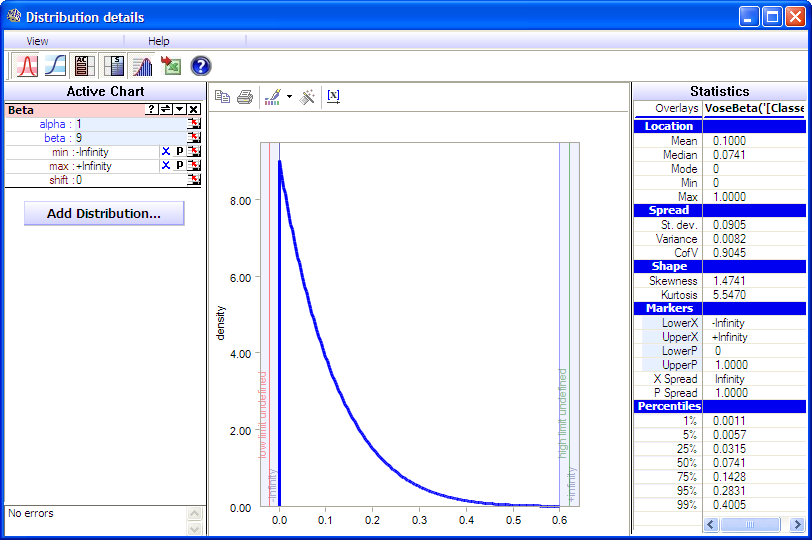 Distribution details
View Help
Active Chart
Beta
alpha : 1
beta : 9
min : -Infinity X P
max : +Infinity X P
shift : 0
Add Distribution...
No errors
[x]
density
8.00
6.00
4.00
2.00
0.00
0.0 0.1 0.2 0.3 0.4 0.5 0.6
low limit undefined
-Infinity
high limit undefined
+Infinity
Statistics
Overlays VoseBeta('[Classe
Location
Mean 0.1000
Median 0.0741
Mode 0
Min 0
Max 1.0000
Spread
St. dev. 0.0905
Variance 0.0082
CofV 0.9045
Shape
Skewness 1.4741
Kurtosis 5.5470
Markers
LowerX -Infinity
UpperX +Infinity
LowerP 0
UpperP 1.0000
X Spread Infinity
P Spread 1.0000
Percentiles
1% 0.0011
5% 0.0057
25% 0.0315
50% 0.0741
75% 0.1428
95% 0.2831
99% 0.4005